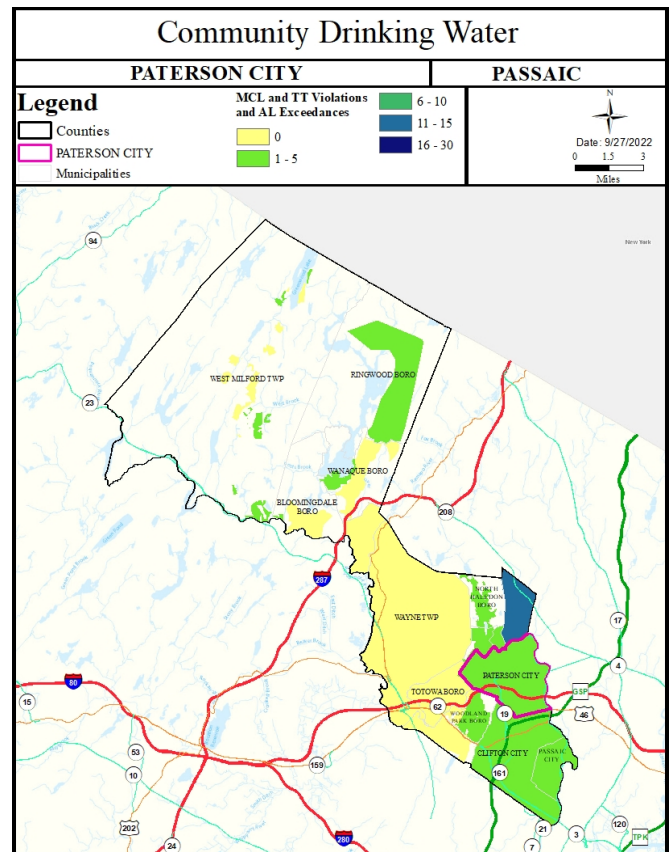 Community Drinking Water
PATERSON CITY
PASSAIC
Legend
Counties
PATERSON CITY
Municipalities
MCL and TT Violations
and AL Exceedances
0
1 - 5
6 - 10
11 - 15
16 - 30
N
Date: 9/27/2022
0 1.5 3
Miles
New York
94
WEST MILFORD TWP
RINGWOOD BORO
23
WANAQUE BORO
BLOOMINGDALE
BORO
208
287
NORTH
HALEDON
BORO
WAYNE TWP
17
4
PATERSON CITY
80
TOTOWA BORO
GSP
15
62
WOODLAND
PARK BORO
19
46
53
159
CLIFTON CITY
PASSAIC
CITY
10
161
202
24
280
21
3
120
7
TPK